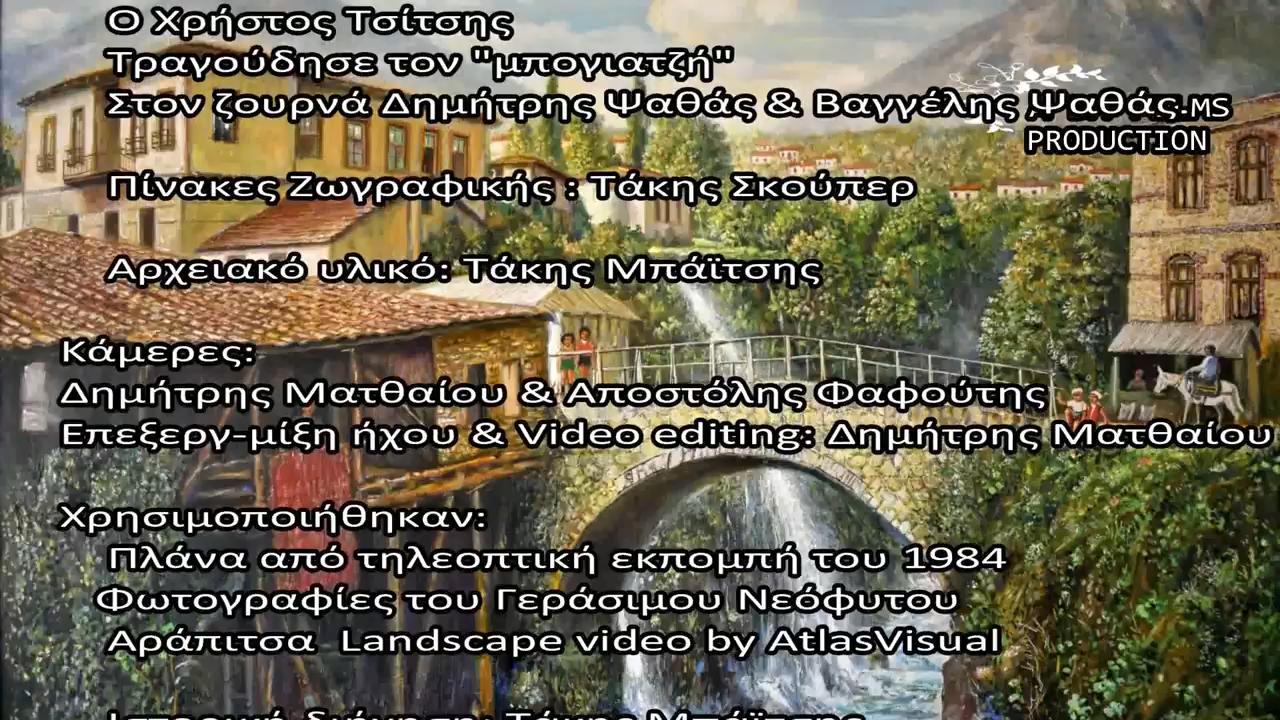 Ο Χρήστος Τσίτσης
Τραγούδησε τον "μπογιατζή"
Στον ζουρνά Δημήτρης Ψαθάς & Βαγγέλης Ψαθάς
.MS
PRODUCTION
Πίνακες Ζωγραφικής : Τάκης Σκούπερ
Αρχειακό υλικό: Τάκης Μπάϊτσης
Κάμερες:
Δημήτρης Ματθαίου & Αποστόλης Φαφούτης
Επεξεργ-μίξη ήχου & Video editing: Δημήτρης Ματθαίου
Χρησιμοποιήθηκαν:
Πλάνα από τηλεοπτική εκπομπή του 1984
Φωτογραφίες του Γεράσιμου Νεόφυτου
Αράπιτσα Landscape video by AtlasVisual
Τάκης Μπάϊτσης